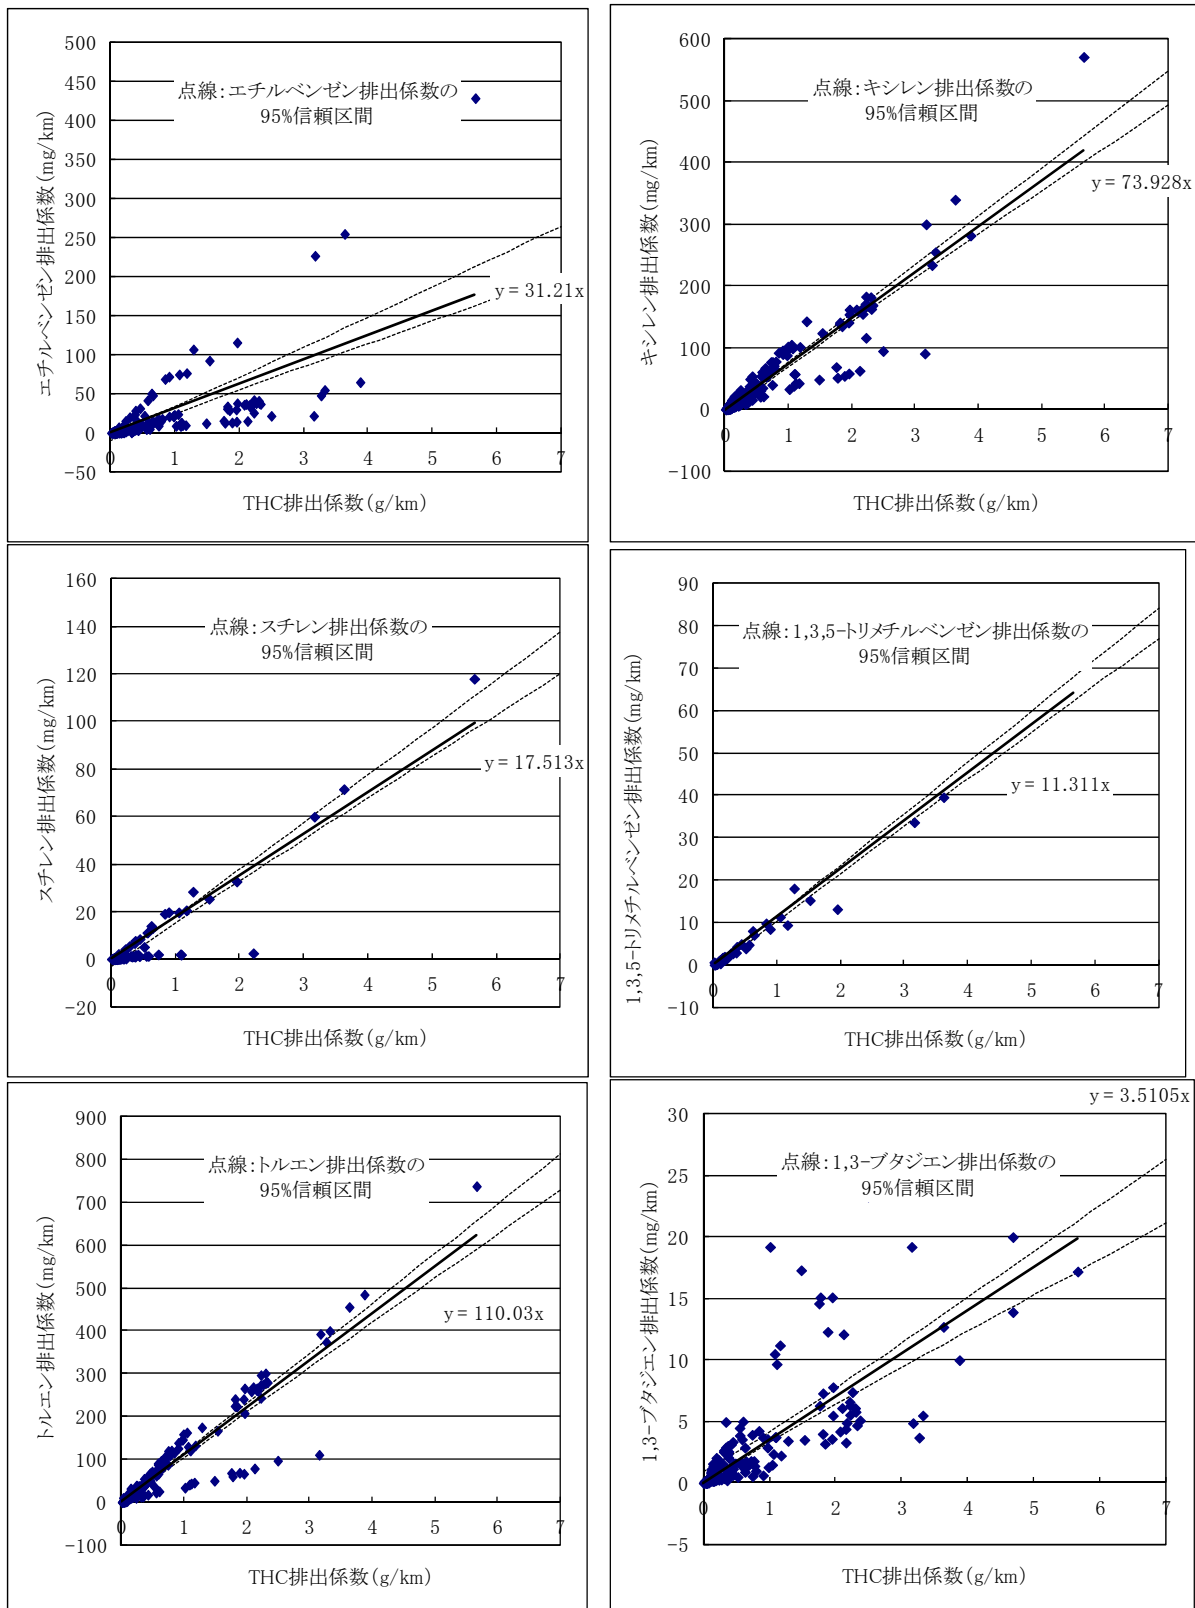 500
450
400
350
300
250
200
150
100
50
0
-50
点線:エチルベンゼン排出係数の
95%信頼区間
y = 31.21x
0 1 2 3 4 5 6 7
エチルベンゼン排出係数(mg/km)
THC排出係数(g/km)
600
500
400
300
200
100
0
-100
点線:キシレン排出係数の
95%信頼区間
y = 73.928x
0 1 2 3 4 5 6 7
キシレン排出係数(mg/km)
THC排出係数(g/km)
160
140
120
100
80
60
40
20
0
-20
点線:スチレン排出係数の
95%信頼区間
y = 17.513x
0 1 2 3 4 5 6 7
スチレン排出係数(mg/km)
THC排出係数(g/km)
90
80
70
60
50
40
30
20
10
0
-10
点線:1,3,5-トリメチルベンゼン排出係数の
95%信頼区間
y = 11.311x
0 1 2 3 4 5 6 7
1,3,5-トリメチルベンゼン排出係数(mg/km)
THC排出係数(g/km)
900
800
700
600
500
400
300
200
100
0
-100
点線:トルエン排出係数の
95%信頼区間
y = 110.03x
0 1 2 3 4 5 6 7
トルエン排出係数(mg/km)
THC排出係数(g/km)
y = 3.5105x
30
25
20
15
10
5
0
-5
点線:1,3-ブタジエン排出係数の
95%信頼区間
0 1 2 3 4 5 6 7
1,3-ブタジエン排出係数(mg/km)
THC排出係数(g/km)